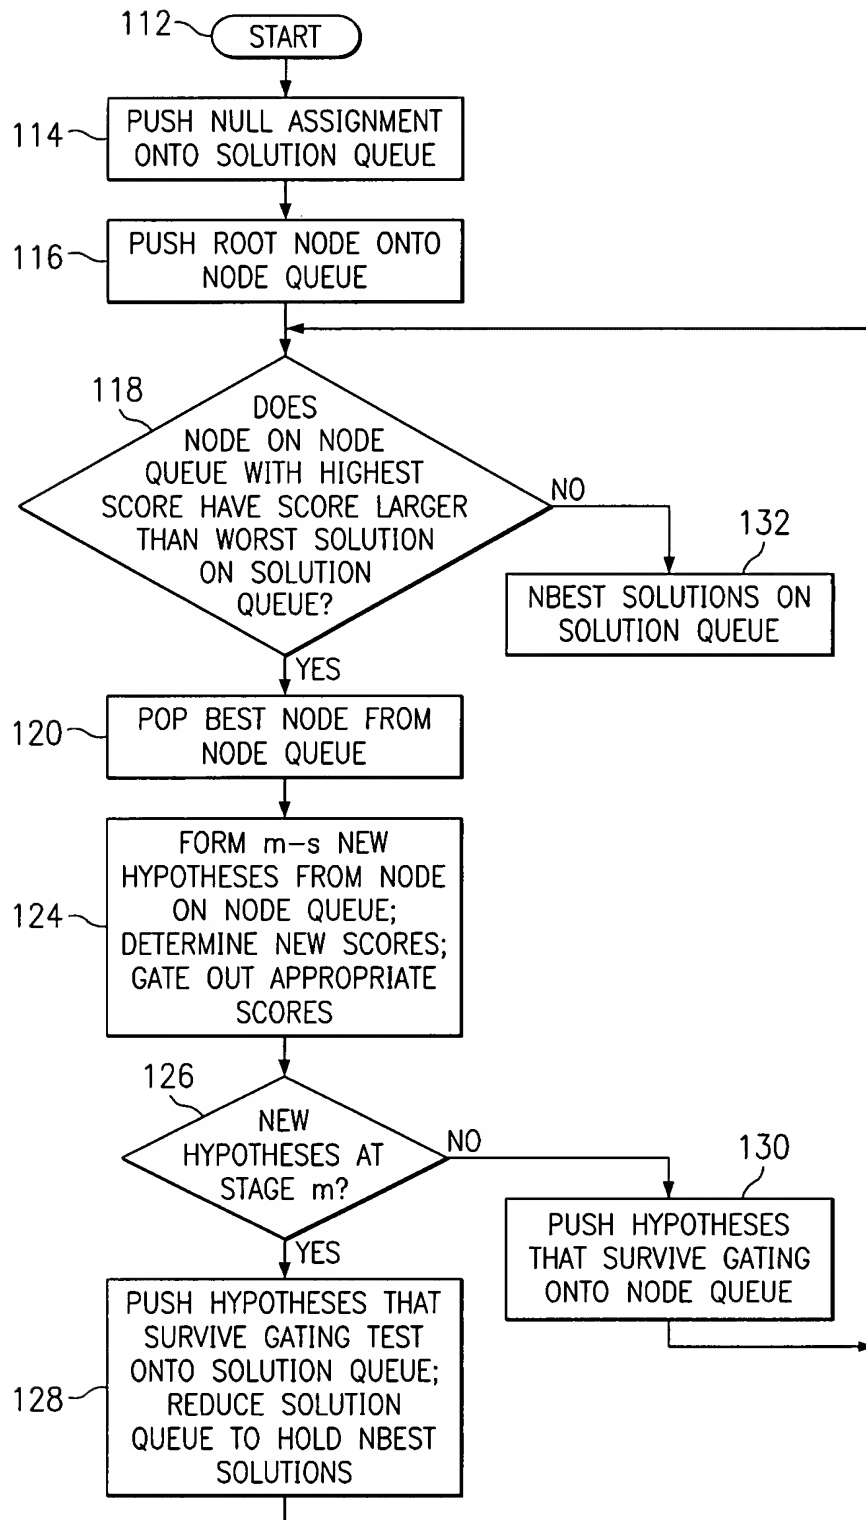 112
START
114
PUSH NULL ASSIGNMENT
ONTO SOLUTION QUEUE
116
PUSH ROOT NODE ONTO
NODE QUEUE
118
DOES
NODE ON NODE
QUEUE WITH HIGHEST
SCORE HAVE SCORE LARGER
THAN WORST SOLUTION
ON SOLUTION
QUEUE?
NO
132
NBEST SOLUTIONS ON
SOLUTION QUEUE
YES
120
POP BEST NODE FROM
NODE QUEUE
124
FORM m-s NEW
HYPOTHESES FROM NODE
ON NODE QUEUE;
DETERMINE NEW SCORES;
GATE OUT APPROPRIATE
SCORES
126
NEW
HYPOTHESES AT
STAGE m?
NO
130
PUSH HYPOTHESES
THAT SURVIVE GATING
ONTO NODE QUEUE
YES
128
PUSH HYPOTHESES THAT
SURVIVE GATING TEST
ONTO SOLUTION QUEUE;
REDUCE SOLUTION
QUEUE TO HOLD NBEST
SOLUTIONS